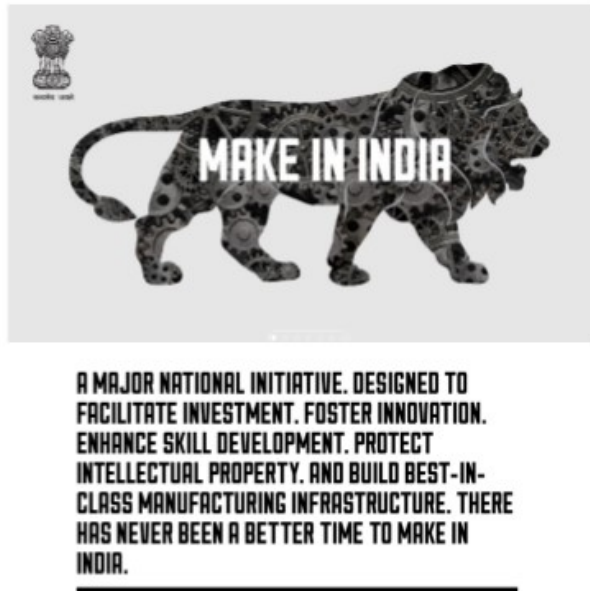 MAKE IN INDIA
A MAJOR NATIONAL INITIATIVE. DESIGNED TO
FACILITATE INVESTMENT. FOSTER INNOVATION.
ENHANCE SKILL DEVELOPMENT. PROTECT
INTELLECTUAL PROPERTY. AND BUILD BEST-IN-
CLASS MANUFACTURING INFRASTRUCTURE. THERE
HAS NEVER BEEN A BETTER TIME TO MAKE IN
INDIA.